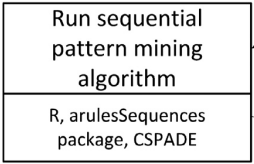 Run sequential
pattern mining
algorithm
R, arulesSequences
package, CSPADE